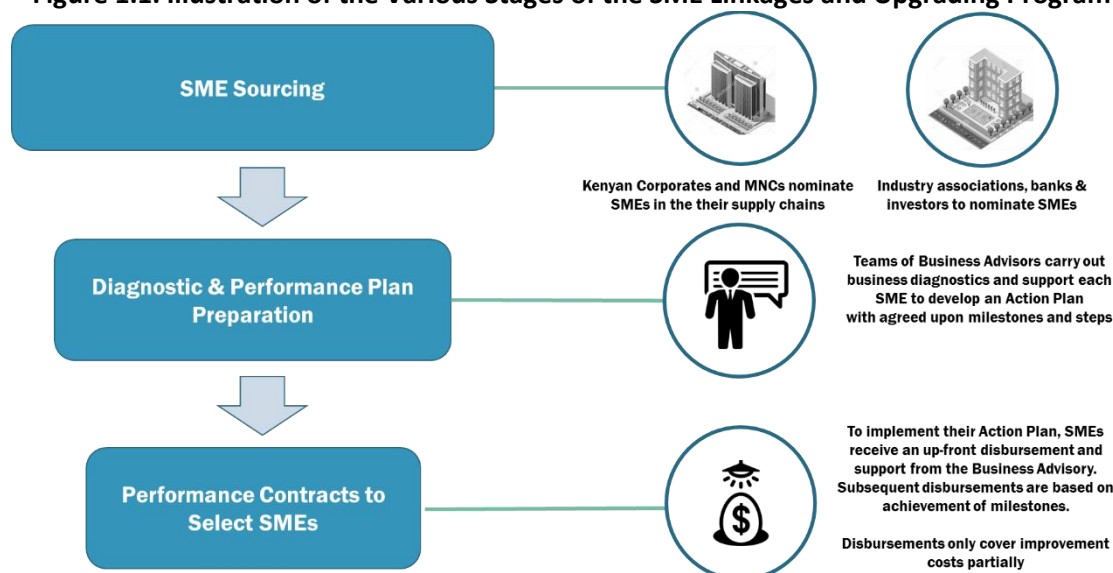 Figure 1.1: Illustration of the Various Stages of the SME Linkages and Upgrading Program
SME Sourcing
Kenyan Corporates and MNCs nominate
SMEs in the their supply chains
Industry associations, banks &
investors to nominate SMEs
Diagnostic & Performance Plan
Preparation
Teams of Business Advisors carry out
business diagnostics and support each
SME to develop an Action Plan
with agreed upon milestones and steps
Performance Contracts to
Select SMEs
$
To implement their Action Plan, SMEs
receive an up-front disbursement and
support from the Business Advisory.
Subsequent disbursements are based on
achievement of milestones.
Disbursements only cover improvement
costs partially